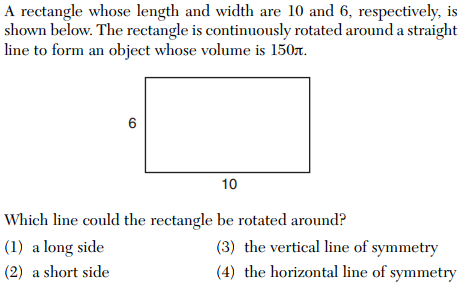 A rectangle whose length and width are 10 and 6, respectively, is
shown below. The rectangle is continuously rotated around a straight
line to form an object whose volume is 150π.
6
10
Which line could the rectangle be rotated around?
(1) a long side (3) the vertical line of symmetry
(2) a short side (4) the horizontal line of symmetry